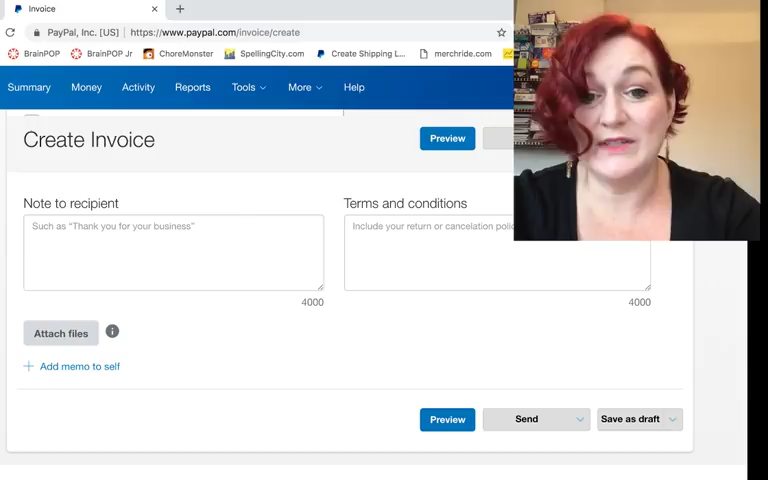 Invoice
PayPal, Inc. [US] https://www.paypal.com/invoice/create
BrainPOP BrainPOP Jr ChoreMonster SpellingCity.com Create Shipping L... merchride.com
Summary Money Activity Reports Tools More Help
Create Invoice Preview
Note to recipient Terms and conditions
Such as “Thank you for your business” Include your return or cancelation polic
4000 4000
Attach files
Add memo to self
Preview Send Save as draft